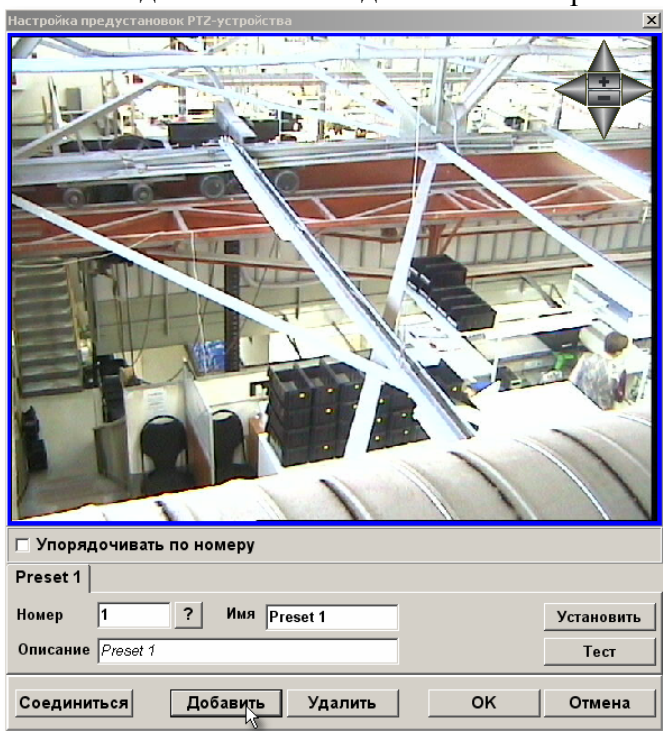 Настройка предустановок PTZ-устройства
Упорядочивать по номеру
Preset 1
Номер 1 ? Имя Preset 1 Установить
Описание Preset 1 Тест
Соединиться Добавить Удалить OK Отмена